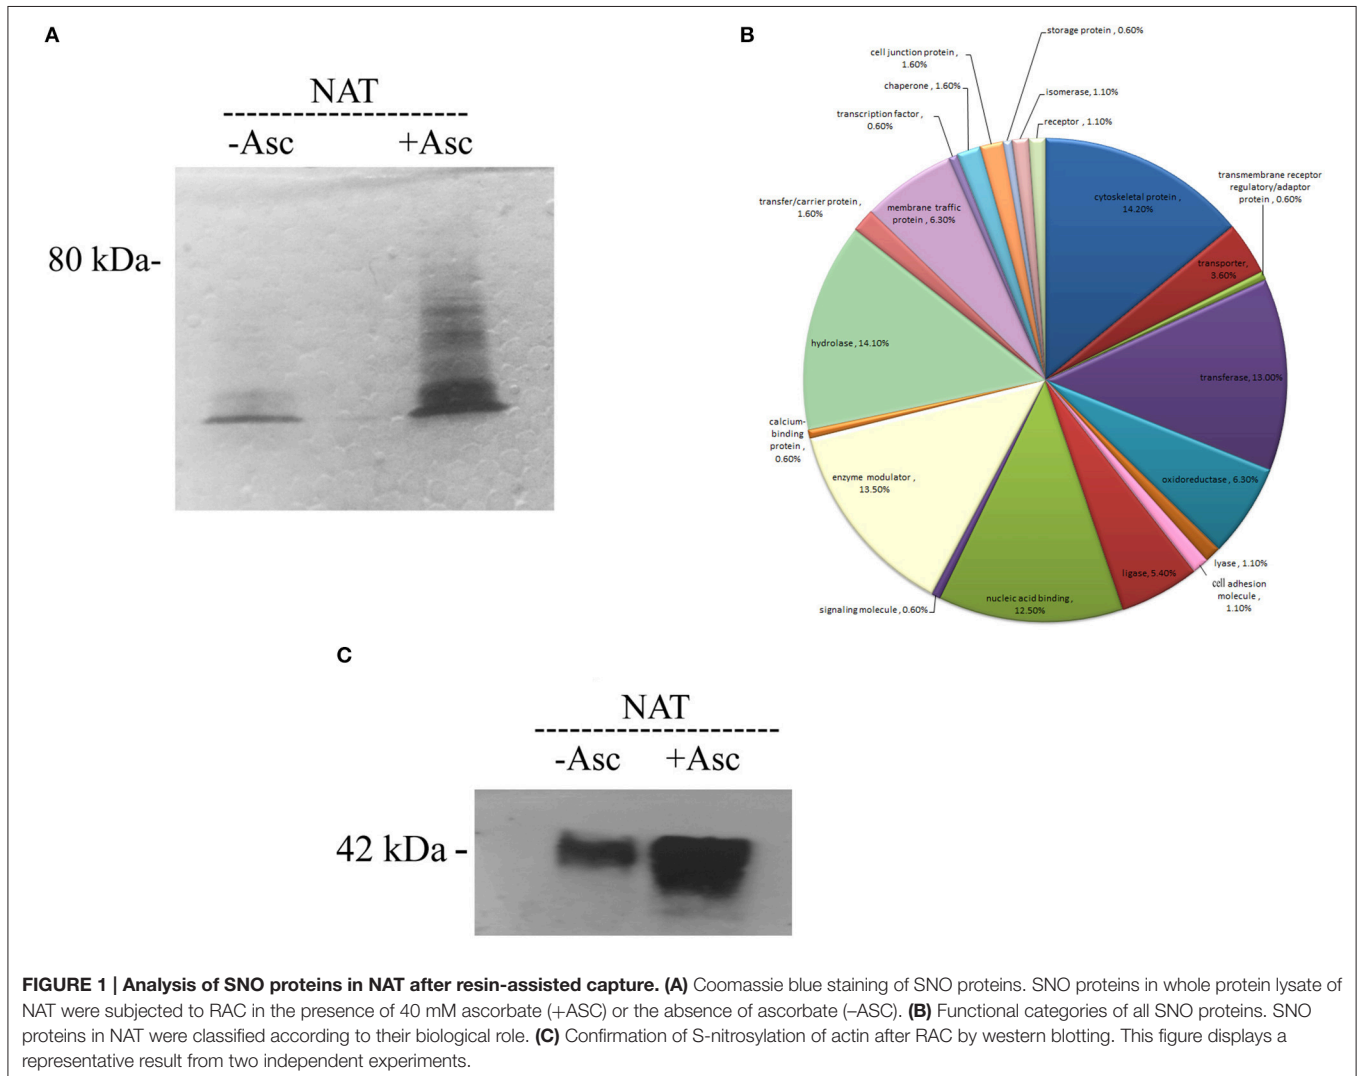 A
NAT
-Asc
+Asc
80 kDa-
B
storage protein , 0.60%
cell junction protein ,
1.60%
chaperone , 1.60%
isomerase, 1.10%
transcription factor ,
0.60%
receptor , 1.10%
transmembrane receptor
regulatory/adaptor
protein , 0.60%
cytoskeletal protein ,
14.20%
transfer/carrier protein ,
1.60%
membrane traffic
protein , 6.30%
transporter,
3.60%
hydrolase, 14.10%
transferase, 13.00%
calcium-
binding
protein ,
0.60%
enzyme modulator ,
13.50%
oxidoreductase, 6.30%
lyase, 1.10%
cell adhesion
molecule ,
1.10%
ligase, 5.40%
nucleic acid binding ,
12.50%
signaling molecule , 0.60%
C
NAT
-Asc
+Asc
42 kDa -
FIGURE 1 | Analysis of SNO proteins in NAT after resin-assisted capture. (A) Coomassie blue staining of SNO proteins. SNO proteins in whole protein lysate of
NAT were subjected to RAC in the presence of 40 mM ascorbate (+ASC) or the absence of ascorbate (–ASC). (B) Functional categories of all SNO proteins. SNO
proteins in NAT were classified according to their biological role. (C) Confirmation of S-nitrosylation of actin after RAC by western blotting. This figure displays a
representative result from two independent experiments.